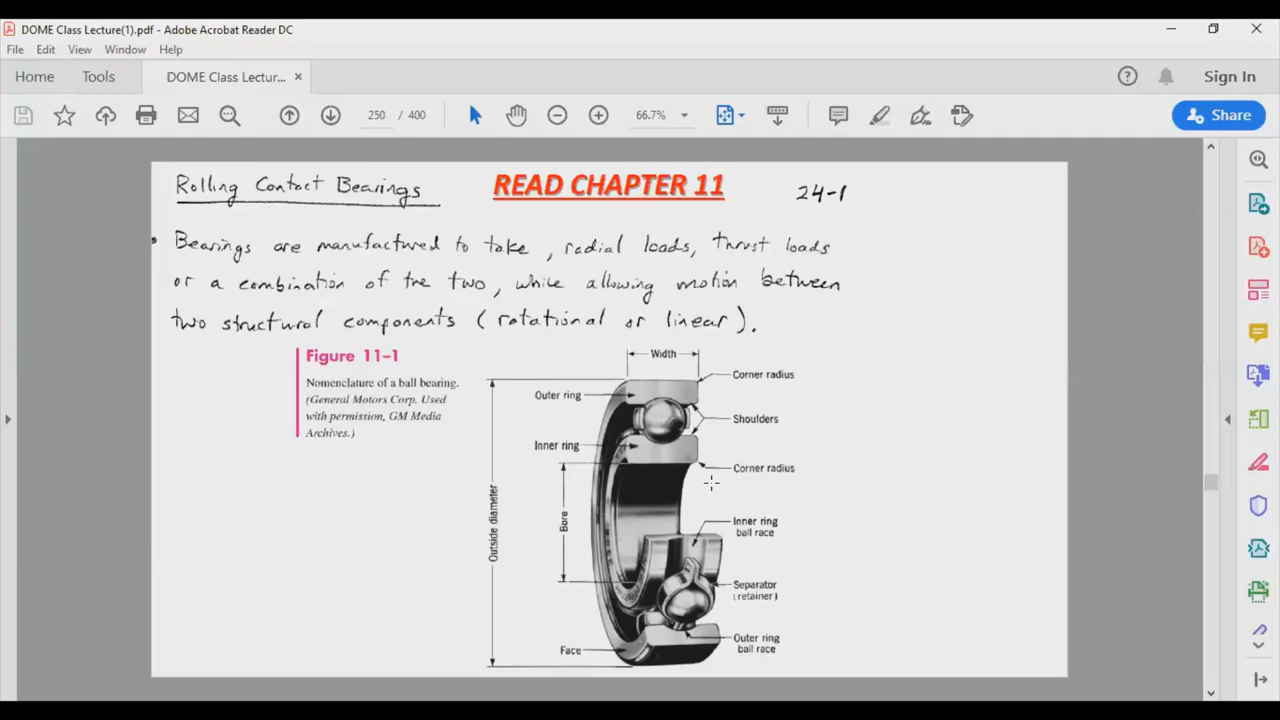 DOME Class Lecture(1).pdf - Adobe Acrobat Reader DC
File Edit View Window Help
Home Tools DOME Class Lectur... × Sign In
250 / 400 66.7% Share
Rolling Contact Bearings READ CHAPTER 11 24-1
• Bearings are manufactured to take, radial loads, thrust loads
or a combination of the two, while allowing motion between
two structural components (rotational or linear).
Figure 11-1
Nomenclature of a ball bearing.
(General Motors Corp. Used
with permission, GM Media
Archives.)
Width
Corner radius
Outer ring
Shoulders
Inner ring
Corner radius
Outside diameter
Bore
Inner ring
ball race
Separator
(retainer)
Outer ring
ball race
Face